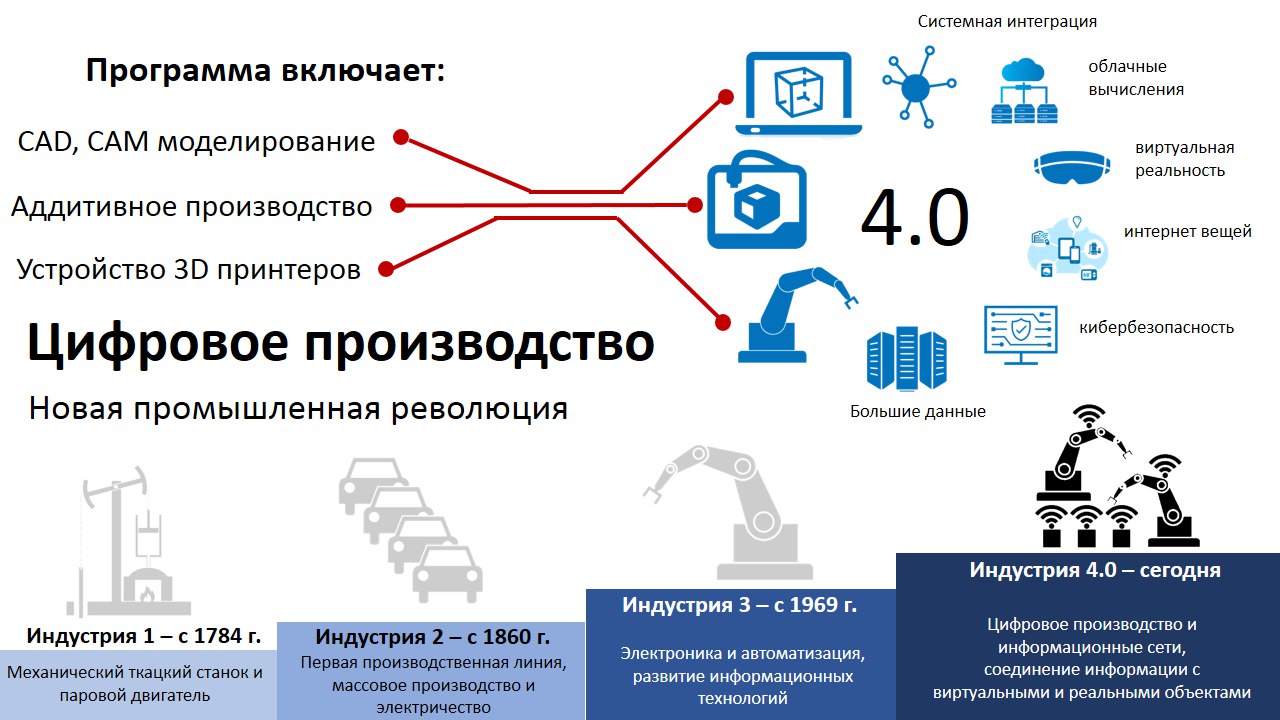 Программа включает:
CAD, CAM моделирование
Аддитивное производство
Устройство 3D принтеров
Цифровое производство
Новая промышленная революция
Системная интеграция
облачные
вычисления
виртуальная
реальность
4.0
интернет вещей
кибербезопасность
Большие данные
Индустрия 1 – с 1784 г.
Механический ткацкий станок и
паровой двигатель
Индустрия 2 – с 1860 г.
Первая производственная линия,
массовое производство и
электричество
Индустрия 3 – с 1969 г.
Электроника и автоматизация,
развитие информационных
технологий
Индустрия 4.0 – сегодня
Цифровое производство и
информационные сети,
соединение информации с
виртуальными и реальными объектами